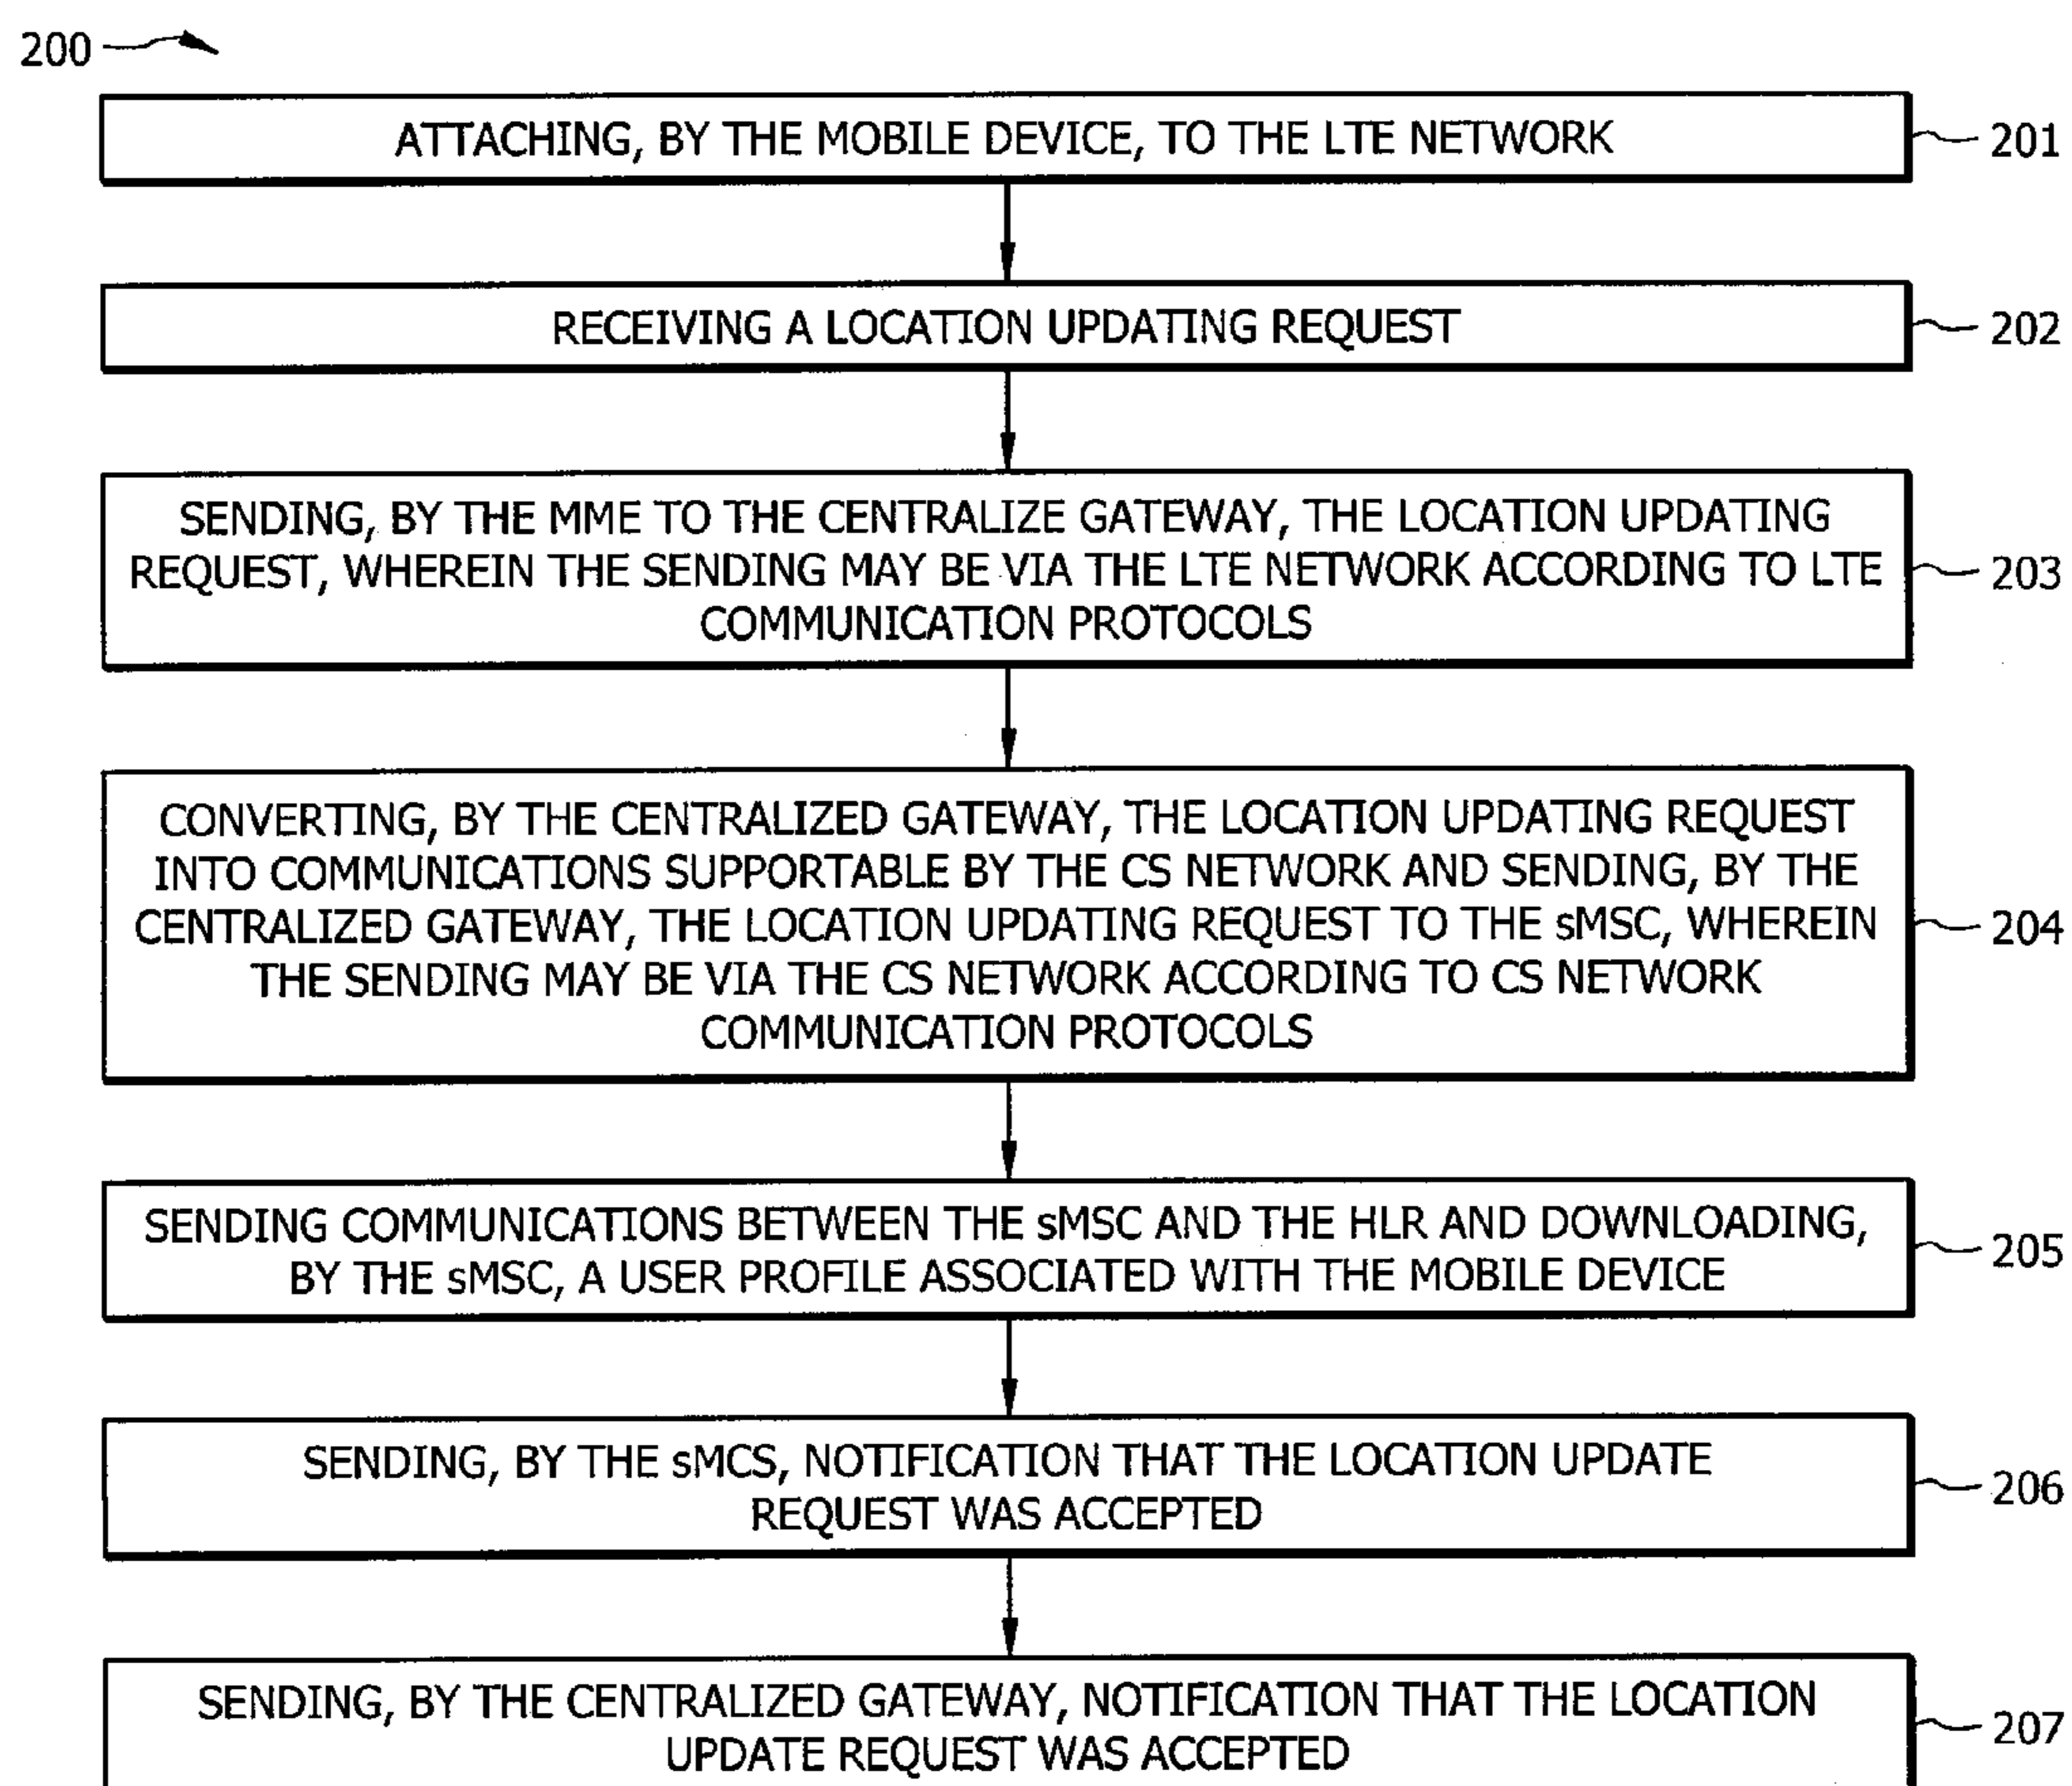 200
ATTACHING, BY THE MOBILE DEVICE, TO THE LTE NETWORK
201
RECEIVING A LOCATION UPDATING REQUEST
202
SENDING, BY THE MME TO THE CENTRALIZE GATEWAY, THE LOCATION UPDATING
REQUEST, WHEREIN THE SENDING MAY BE VIA THE LTE NETWORK ACCORDING TO LTE
COMMUNICATION PROTOCOLS
203
CONVERTING, BY THE CENTRALIZED GATEWAY, THE LOCATION UPDATING REQUEST
INTO COMMUNICATIONS SUPPORTABLE BY THE CS NETWORK AND SENDING, BY THE
CENTRALIZED GATEWAY, THE LOCATION UPDATING REQUEST TO THE sMSC, WHEREIN
THE SENDING MAY BE VIA THE CS NETWORK ACCORDING TO CS NETWORK
COMMUNICATION PROTOCOLS
204
SENDING COMMUNICATIONS BETWEEN THE sMSC AND THE HLR AND DOWNLOADING,
BY THE sMSC, A USER PROFILE ASSOCIATED WITH THE MOBILE DEVICE
205
SENDING, BY THE sMCS, NOTIFICATION THAT THE LOCATION UPDATE
REQUEST WAS ACCEPTED
206
SENDING, BY THE CENTRALIZED GATEWAY, NOTIFICATION THAT THE LOCATION
UPDATE REQUEST WAS ACCEPTED
207